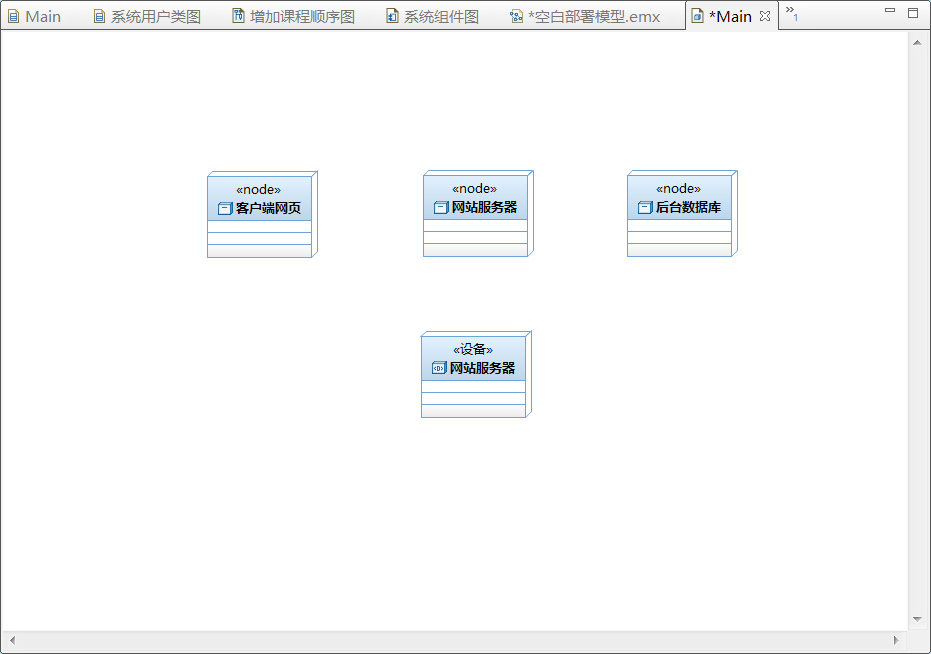 Main 系统用户类图 增加课程顺序图 系统组件图 *空白部署模型.emx *Main »1
«node» «node» «node»
客户端网页 网站服务器 后台数据库
«设备»
网站服务器